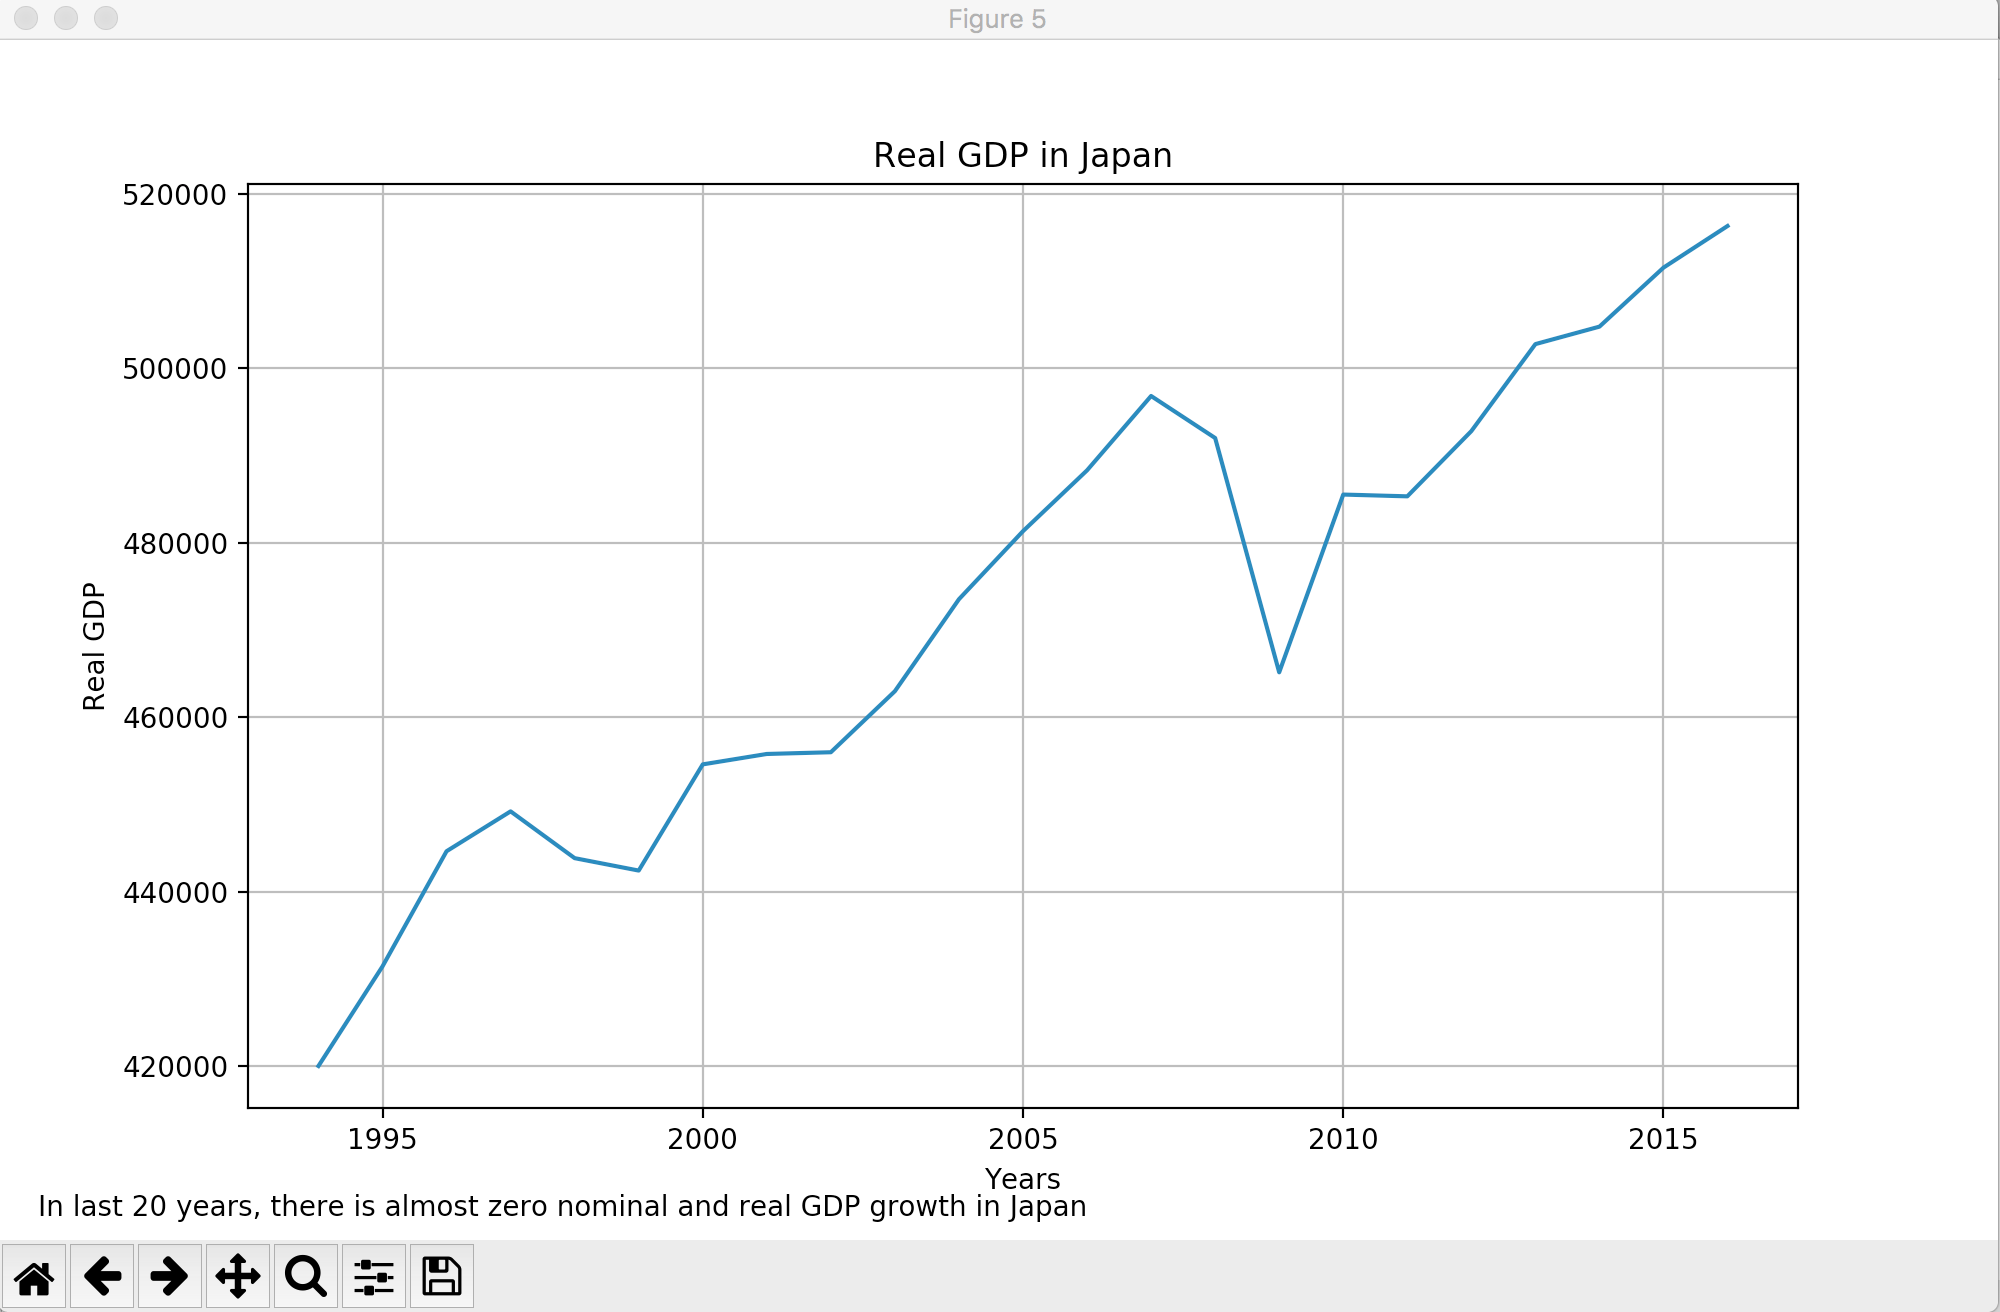 Figure 5
Real GDP in Japan
520000
500000
480000
460000
440000
420000
Real GDP
1995 2000 2005 2010 2015
Years
In last 20 years, there is almost zero nominal and real GDP growth in Japan